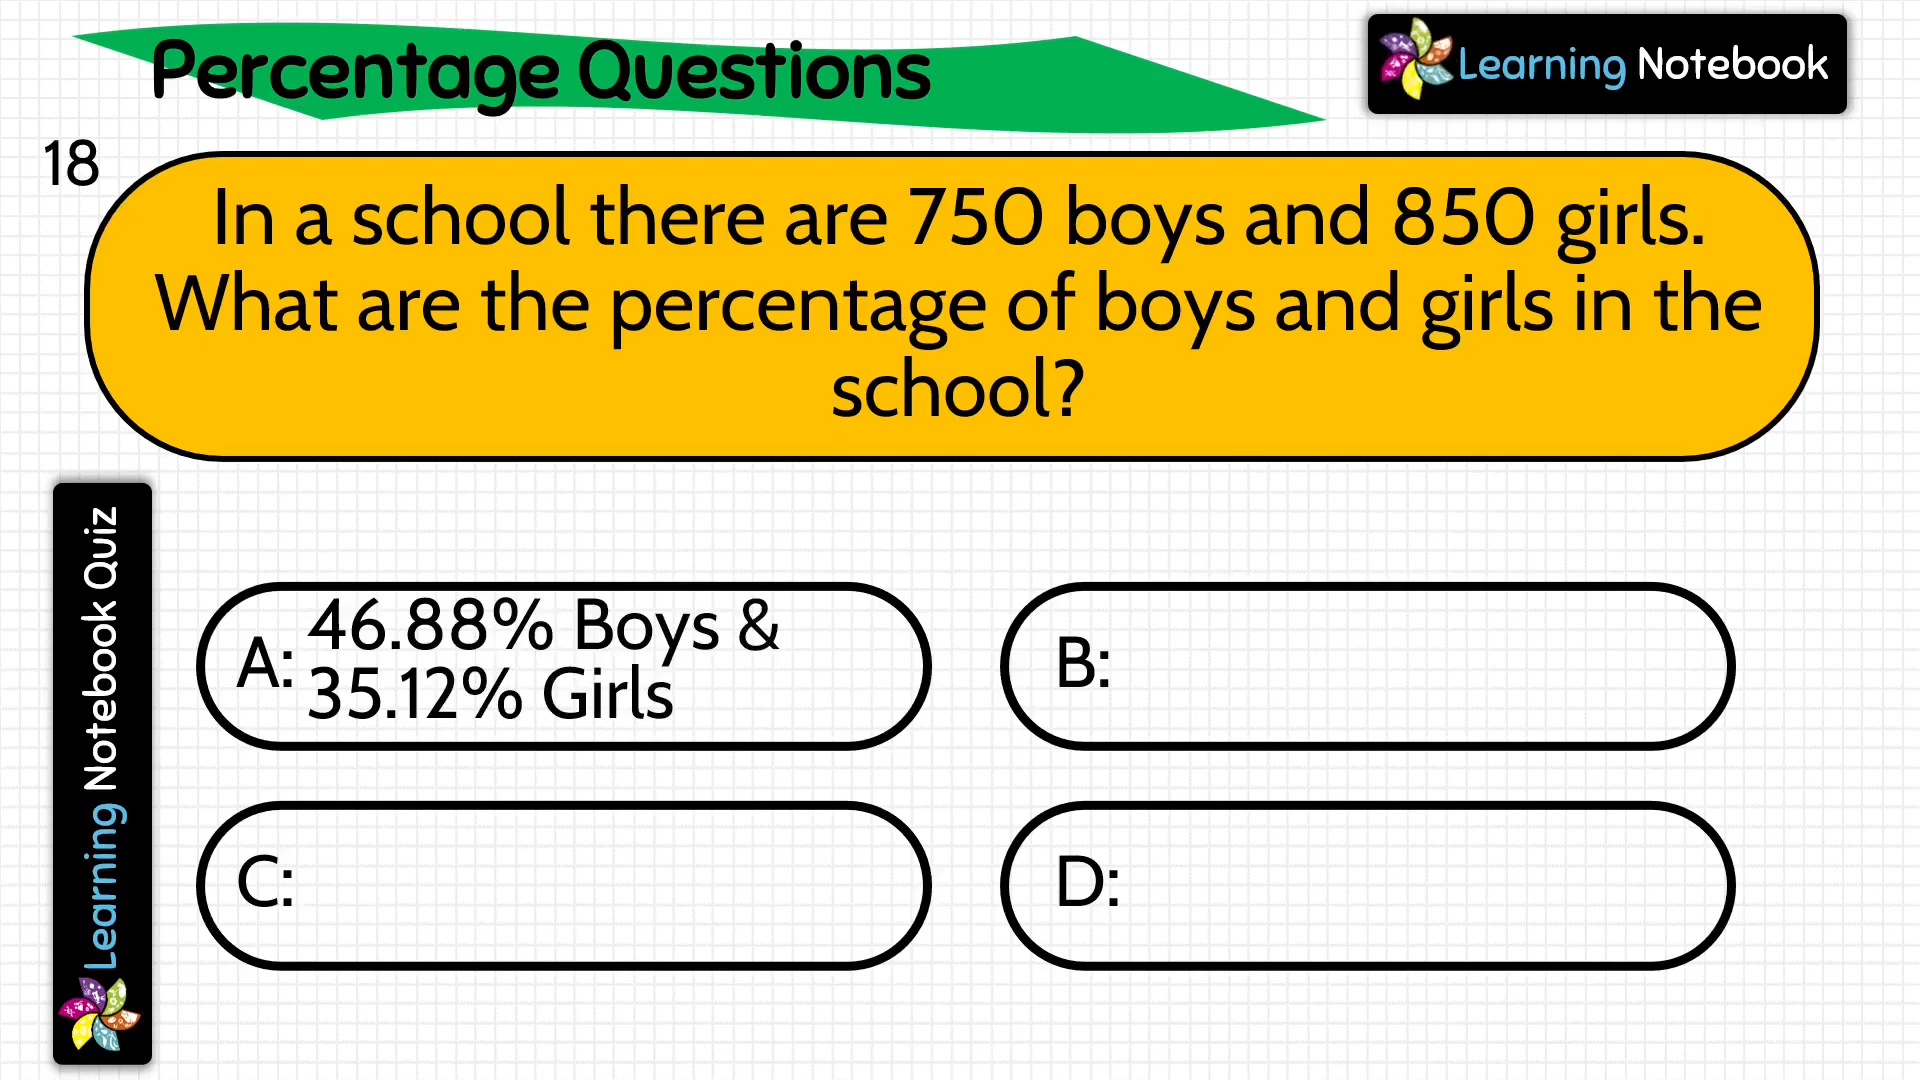 Percentage Questions
Learning Notebook
18
In a school there are 750 boys and 850 girls.
What are the percentage of boys and girls in the
school?
Learning Notebook Quiz
A: 46.88% Boys &
35.12% Girls
B:
C:
D: